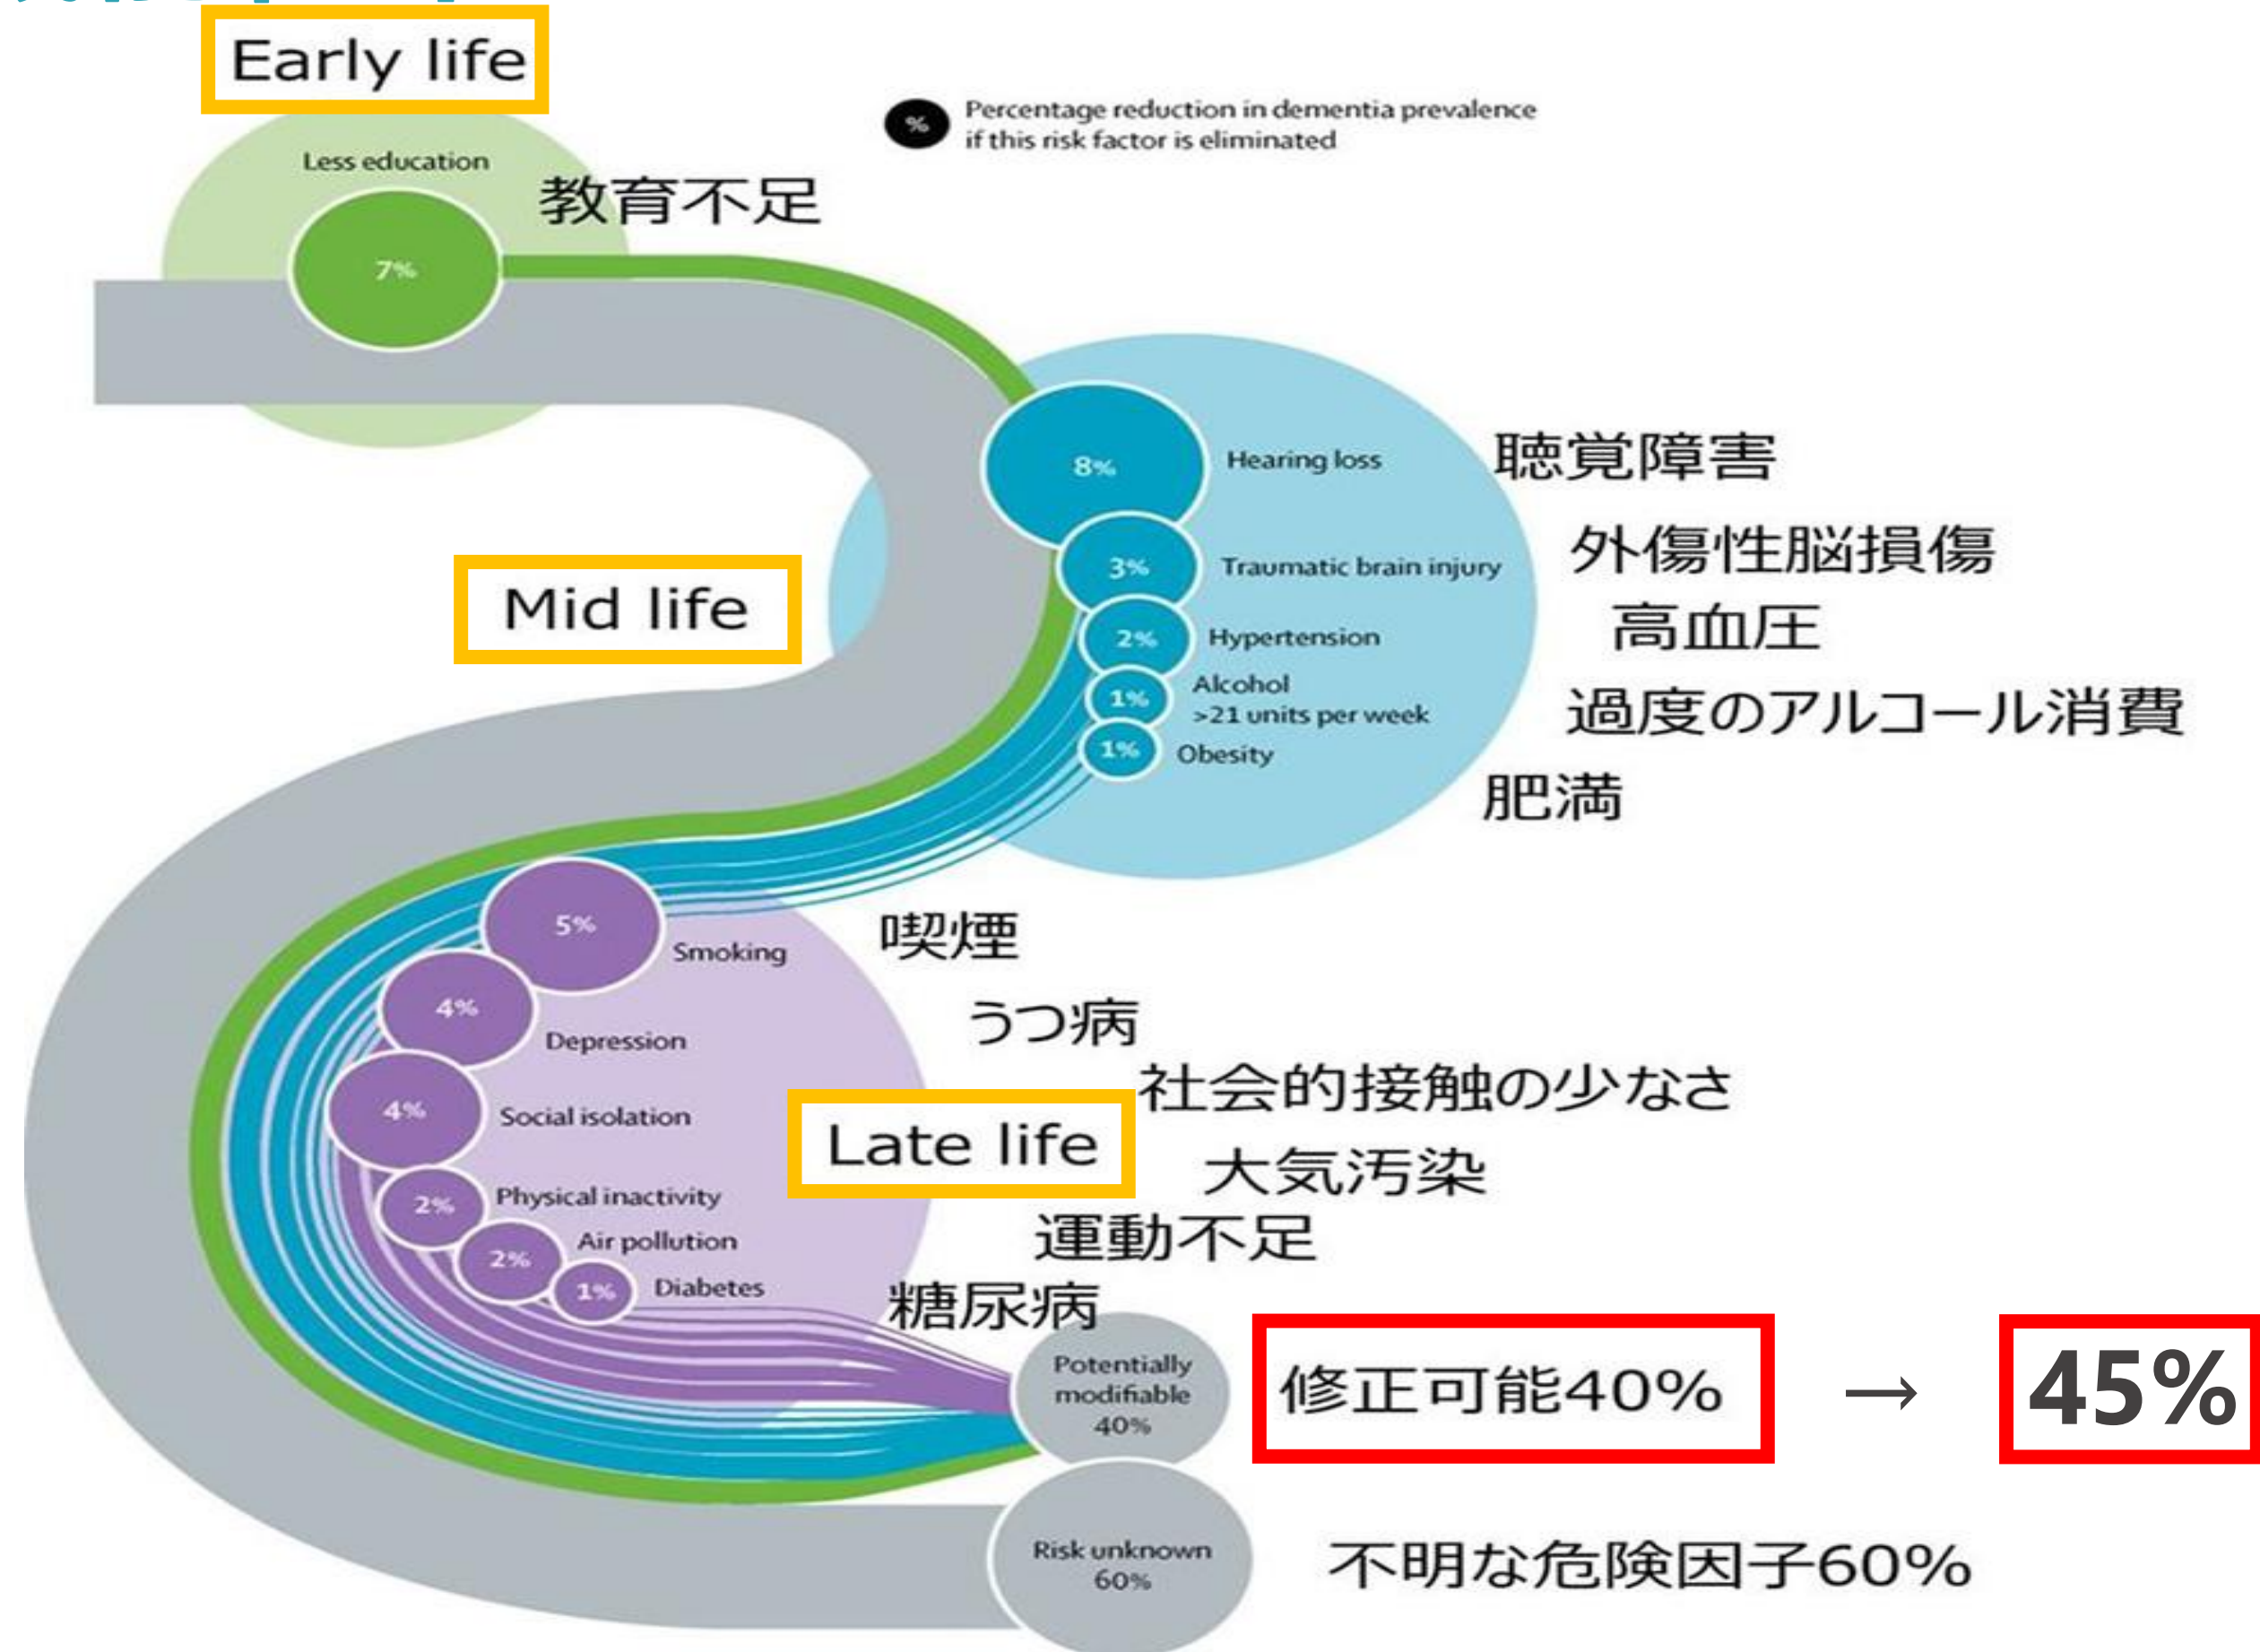 Early life
%
Percentage reduction in dementia prevalence
if this risk factor is eliminated
Less education
教育不足
7%
8%
Hearing loss
聴覚障害
3%
Traumatic brain injury
外傷性脳損傷
Mid life
2%
Hypertension
高血圧
1%
Alcohol
>21 units per week
過度のアルコール消費
1%
Obesity
肥満
5%
Smoking
喫煙
4%
Depression
うつ病
4%
Social isolation
社会的接触の少なさ
Late life
大気汚染
2%
Physical inactivity
運動不足
2%
Air pollution
1%
Diabetes
糖尿病
Potentially
modifiable
40%
修正可能40%
→
45%
Risk unknown
60%
不明な危険因子60%